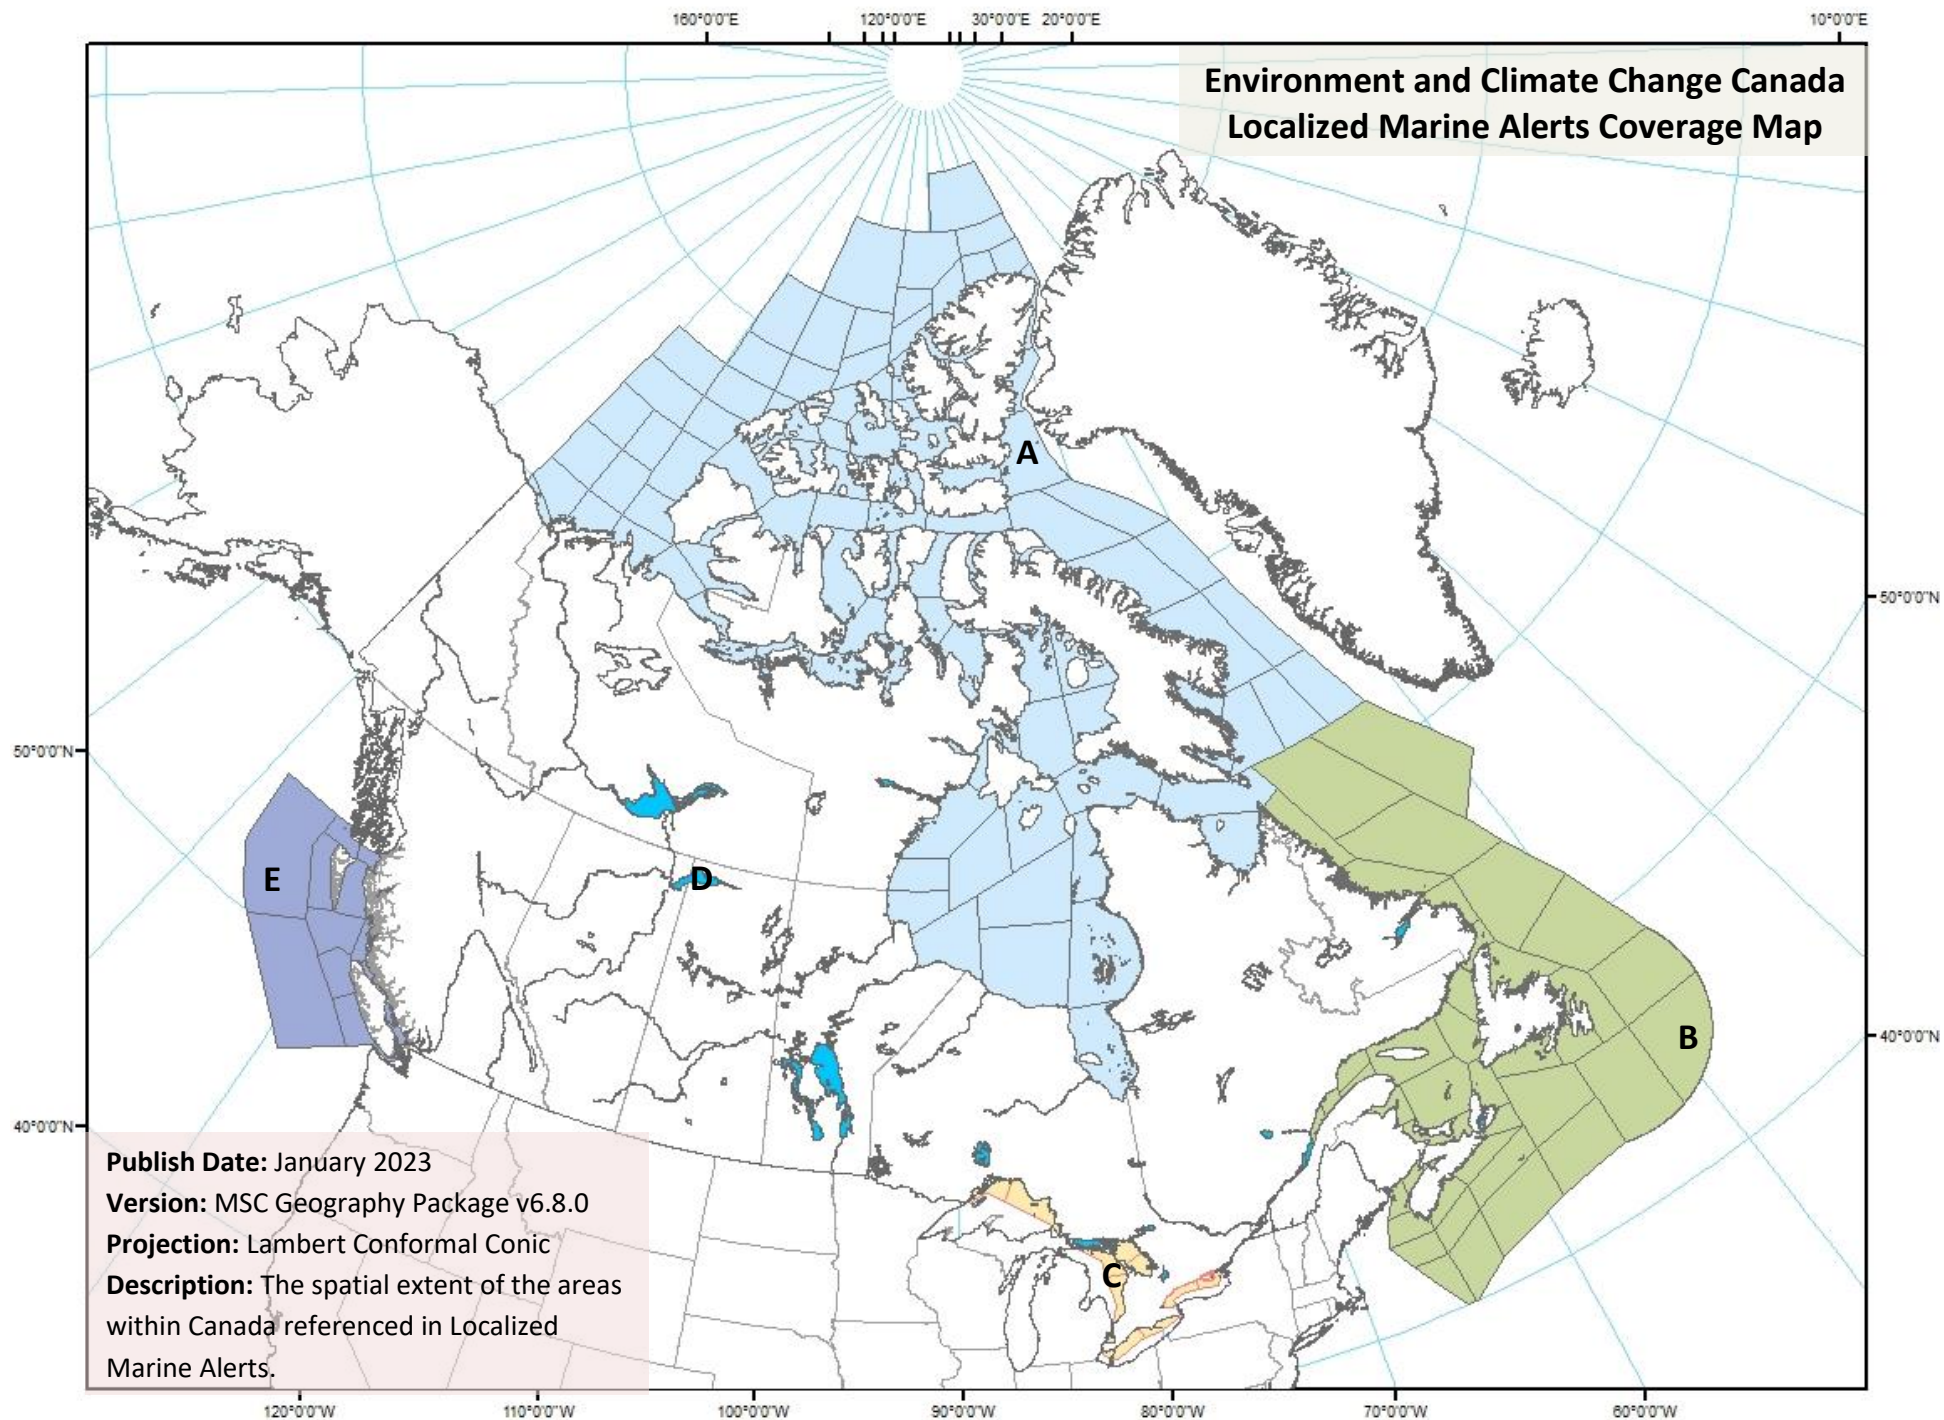 160°0'0"E 120°0'0"E 30°0'0"E 20°0'0"E 10°0'0"E
Environment and Climate Change Canada
Localized Marine Alerts Coverage Map
A
50°0'0"N
50°0'0"N
E
D
B
40°0'0"N
40°0'0"N
Publish Date: January 2023
Version: MSC Geography Package v6.8.0
Projection: Lambert Conformal Conic
Description: The spatial extent of the areas
within Canada referenced in Localized
Marine Alerts.
C
120°0'0"W 110°0'0"W 100°0'0"W 90°0'0"W 80°0'0"W 70°0'0"W 60°0'0"W